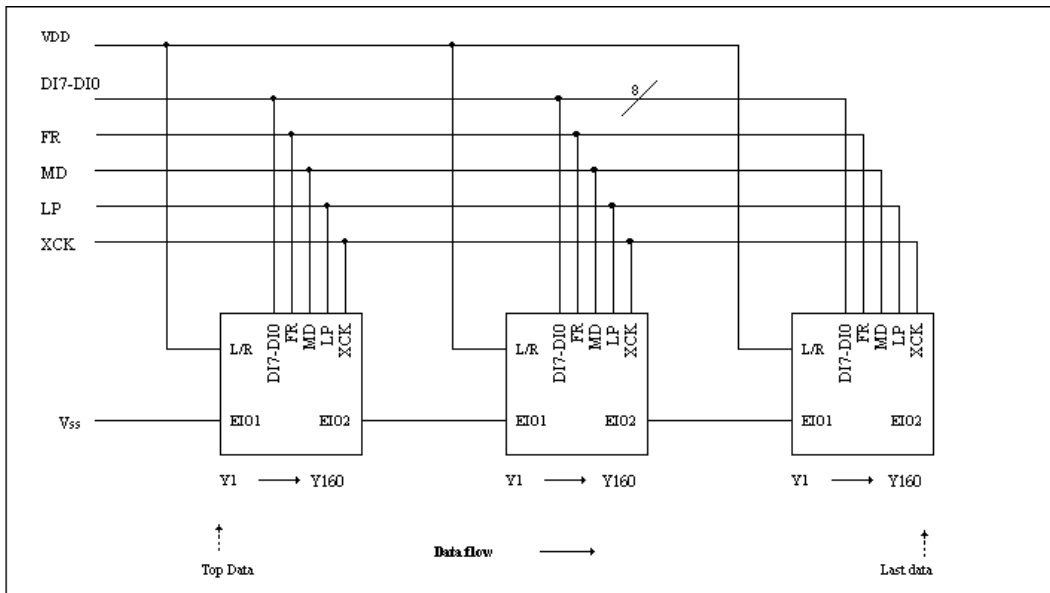 VDD
DI7-DI0
8
FR
MD
LP
XCK
L/R DI7-DI0 FR MD LP XCK
L/R DI7-DI0 FR MD LP XCK
L/R DI7-DI0 FR MD LP XCK
Vss
EIO1 EIO2
EIO1 EIO2
EIO1 EIO2
Y1 Y160
Y1 Y160
Y1 Y160
Data flow
Top Data
Last data